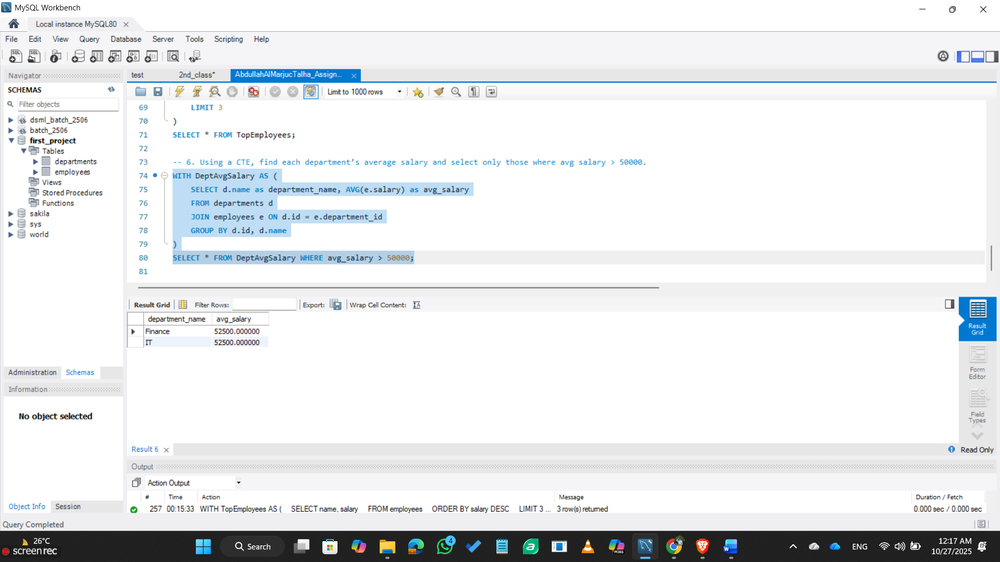 MySQL Workbench
Local instance MySQL80
File Edit View Query Database Server Tools Scripting Help
Navigator
SCHEMAS
Filter objects
dsml_batch_2506
batch_2506
first_project
Tables
departments
employees
Views
Stored Procedures
Functions
sakila
sys
world
Administration Schemas
Information
No object selected
Object Info Session
test 2nd_class* AbdullahAlMarjucTalha_Assign...
Limit to 1000 rows
69 LIMIT 3
70 )
71 SELECT * FROM TopEmployees;
72
73 -- 6. Using a CTE, find each department’s average salary and select only those where avg salary > 50000.
74 WITH DeptAvgSalary AS (
75 SELECT d.name as department_name, AVG(e.salary) as avg_salary
76 FROM departments d
77 JOIN employees e ON d.id = e.department_id
78 GROUP BY d.id, d.name
79 )
80 SELECT * FROM DeptAvgSalary WHERE avg_salary > 50000;
81
Result Grid Filter Rows: Export: Wrap Cell Content:
department_name avg_salary
Finance 52500.000000
IT 52500.000000
Result Grid
Form Editor
Field Types
Result 6
Read Only
Output
Action Output
# Time Action Message Duration / Fetch
257 00:15:33 WITH TopEmployees AS ( SELECT name, salary FROM employees ORDER BY salary DESC LIMIT 3 ... 3 row(s) returned 0.000 sec / 0.000 sec
Query Completed
26°C
screen rec
Search
4
M365
ENG
12:17 AM
10/27/2025